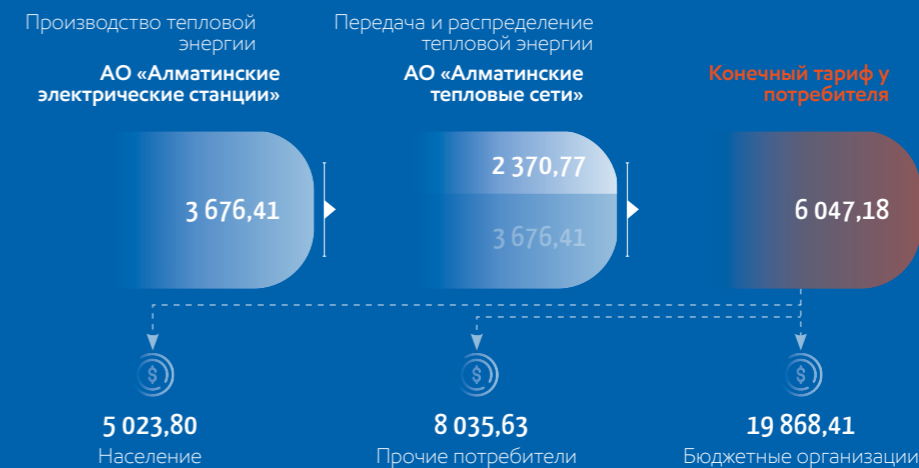 Производство тепловой
энергии
АО «Алматинские
электрические станции»
Передача и распределение
тепловой энергии
АО «Алматинские
тепловые сети»
Конечный тариф у
потребителя
3 676,41
2 370,77
3 676,41
6 047,18
5 023,80
Население
8 035,63
Прочие потребители
19 868,41
Бюджетные организации